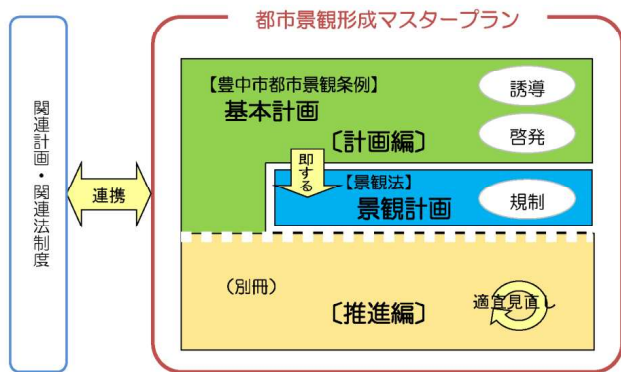 都市景観形成マスタープラン
関連計画・関連法制度
連携
【豊中市都市景観条例】
基本計画
〔計画編〕
誘導
啓発
即する
【景観法】
景観計画
規制
（別冊）
〔推進編〕
適宜見直し